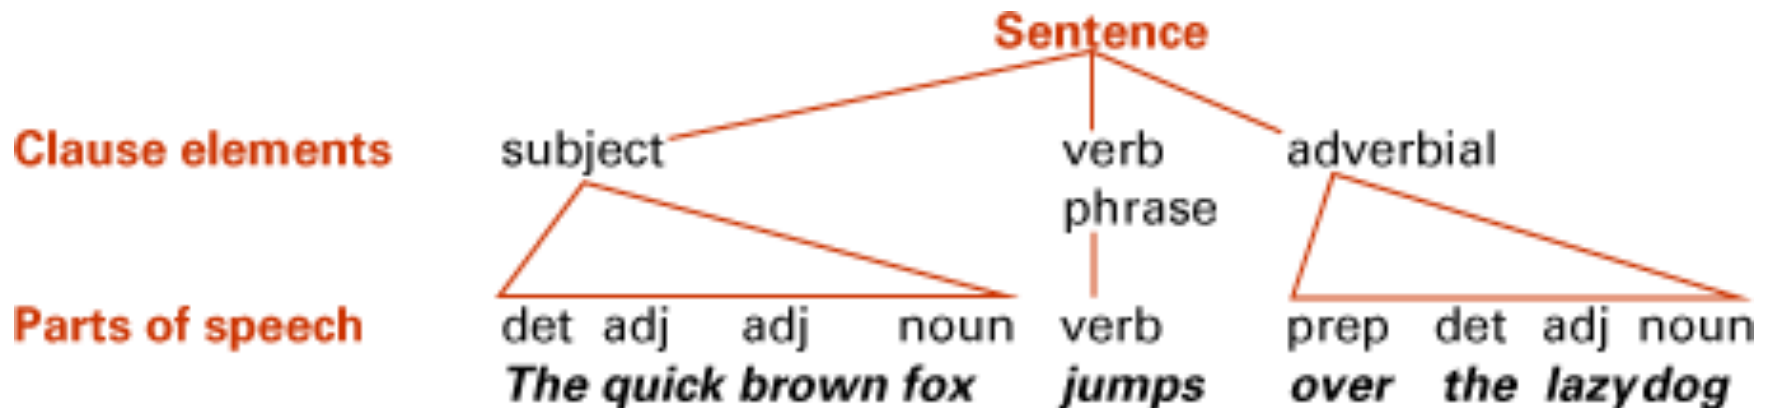 Sentence
Clause elements subject verb adverbial
phrase
Parts of speech det adj adj noun verb prep det adj noun
The quick brown fox jumps over the lazy dog